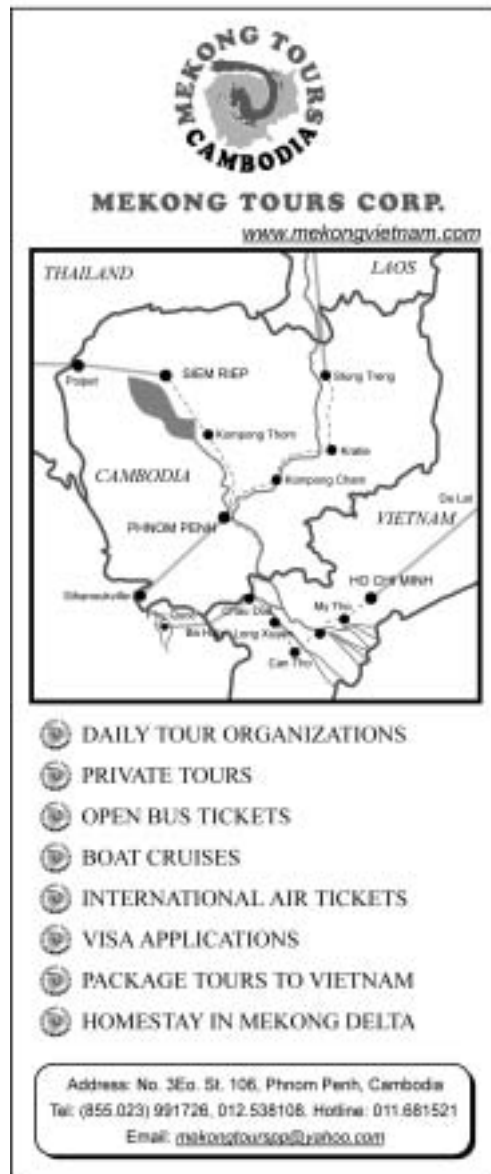 MEKONG TOURS
CAMBODIA
MEKONG TOURS CORP.
www.mekongvietnam.com
THAILAND
LAOS
Poipet
SIEM RIEP
Stung Treng
Kompong Thom
Kratie
CAMBODIA
Kompong Cham
Da Lat
PHNOM PENH
VIETNAM
HO CHI MINH
Sihanoukville
Chau Doc
My Tho
Long Xuyen
Can Tho
DAILY TOUR ORGANIZATIONS
PRIVATE TOURS
OPEN BUS TICKETS
BOAT CRUISES
INTERNATIONAL AIR TICKETS
VISA APPLICATIONS
PACKAGE TOURS TO VIETNAM
HOMESTAY IN MEKONG DELTA
Address: No. 3Eo. St. 106, Phnom Penh, Cambodia
Tel: (855.023) 991726, 012.538108. Hotline: 011.681521
Email: mekongtourspp@yahoo.com